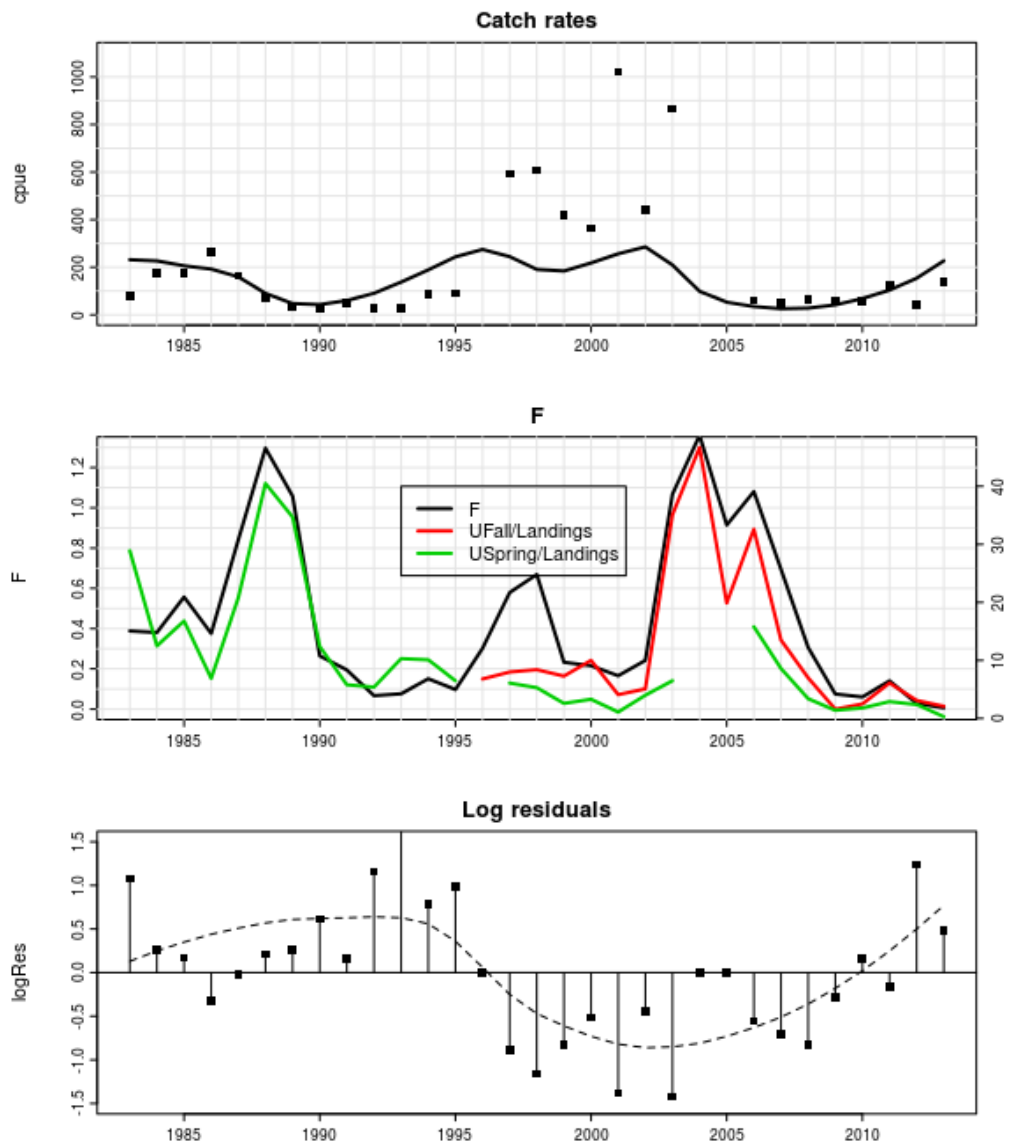 Catch rates
cpue
0 200 400 600 800 1000
1985 1990 1995 2000 2005 2010
F
F
0.0 0.2 0.4 0.6 0.8 1.0 1.2
F
UFall/Landings
USpring/Landings
0 10 20 30 40
1985 1990 1995 2000 2005 2010
Log residuals
logRes
-1.5 -1.0 -0.5 0.0 0.5 1.0 1.5
1985 1990 1995 2000 2005 2010